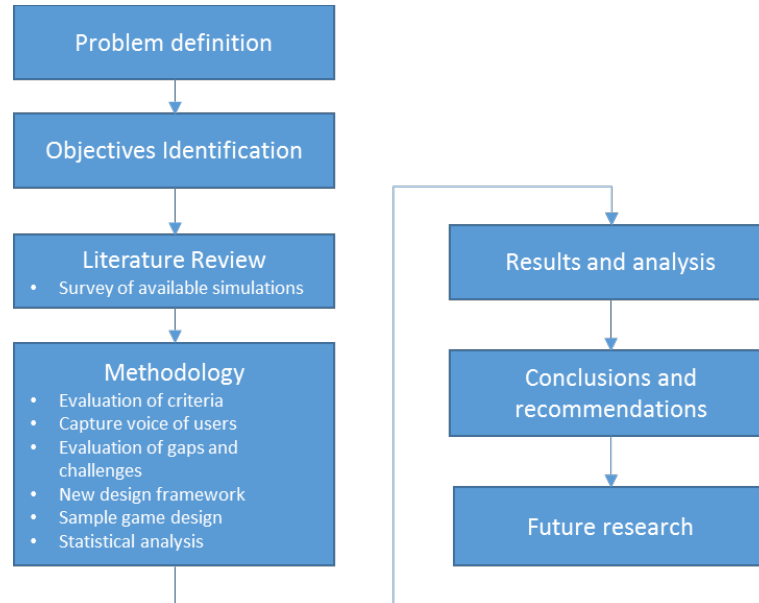 Problem definition
Objectives Identification
Literature Review
• Survey of available simulations
Methodology
• Evaluation of criteria
• Capture voice of users
• Evaluation of gaps and
challenges
• New design framework
• Sample game design
• Statistical analysis
Results and analysis
Conclusions and
recommendations
Future research